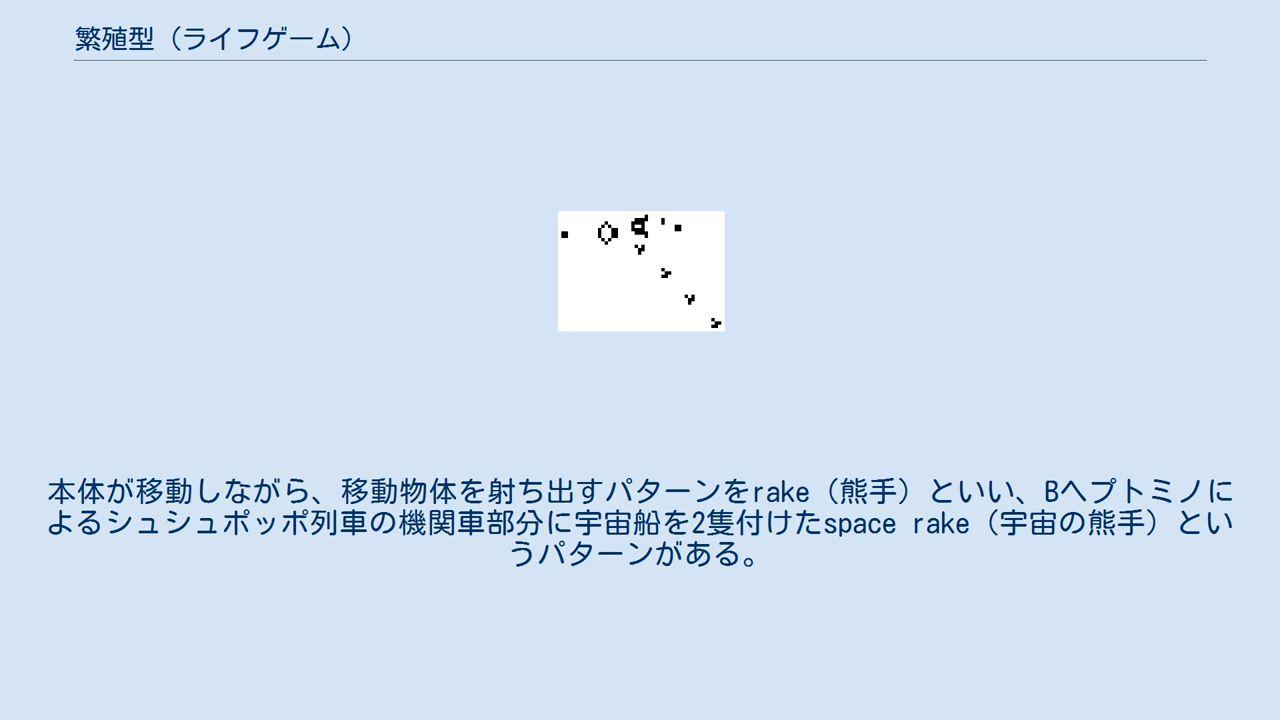 繁殖型（ライフゲーム）
本体が移動しながら、移動物体を射ち出すパターンをrake（熊手）といい、Bヘプトミノに
よるシュシュポッポ列車の機関車部分に宇宙船を2隻付けたspace rake（宇宙の熊手）とい
うパターンがある。